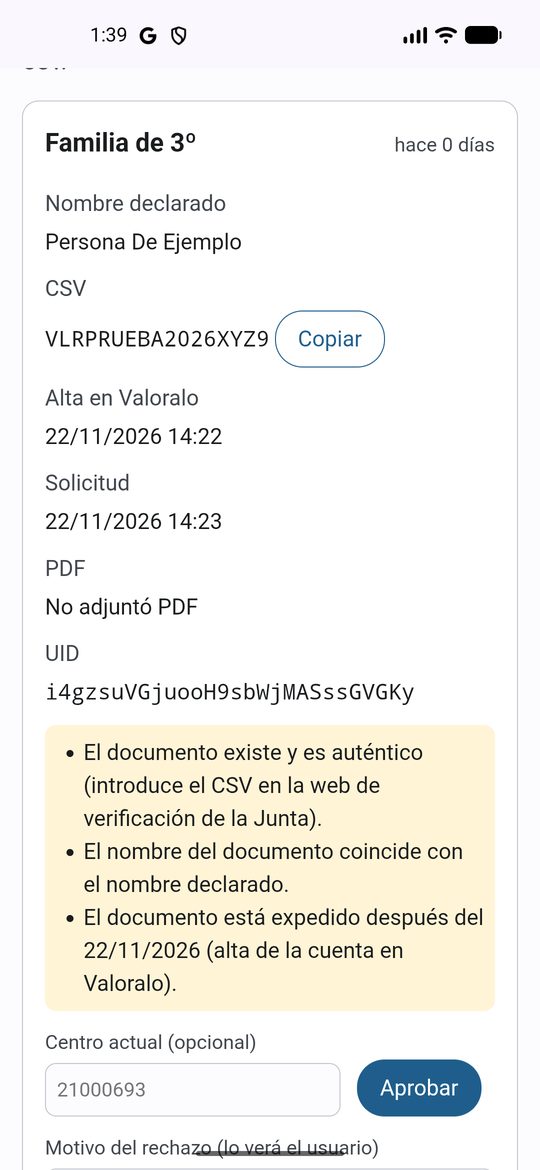 1:39
Familia de 3º
hace 0 días
Nombre declarado
Persona De Ejemplo
CSV
VLRPRUEBA2026XYZ9
Copiar
Alta en Valoralo
22/11/2026 14:22
Solicitud
22/11/2026 14:23
PDF
No adjuntó PDF
UID
i4gzsuVGjuooH9sbWjMASssGVGKy
• El documento existe y es auténtico
(introduce el CSV en la web de
verificación de la Junta).
• El nombre del documento coincide con
el nombre declarado.
• El documento está expedido después del
22/11/2026 (alta de la cuenta en
Valoralo).
Centro actual (opcional)
21000693
Aprobar
Motivo del rechazo (lo verá el usuario)